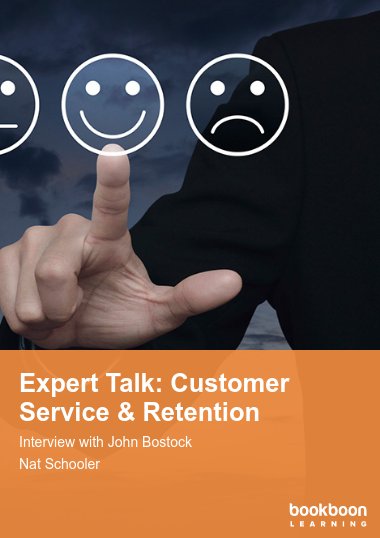 Expert Talk: Customer
Service & Retention
Interview with John Bostock
Nat Schooler
bookboon
LEARNING